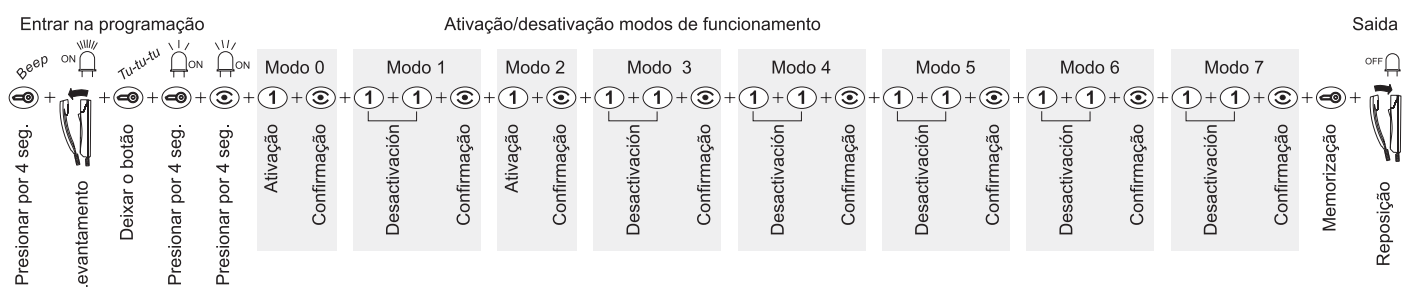 Entrar na programação
Ativação/desativação modos de funcionamento
Saida
Beep
ON
Tu-tu-tu
ON
ON
OFF
Modo 0
Modo 1
Modo 2
Modo 3
Modo 4
Modo 5
Modo 6
Modo 7
+ + + + 1 + + 1 + 1 + + 1 + + 1 + 1 + + 1 + 1 + + 1 + 1 + + 1 + 1 + + 1 + 1 + + +
Presionar por 4 seg.
Levantamento
Deixar o botão
Presionar por 4 seg.
Presionar por 4 seg.
Ativação
Confirmação
Desactivación
Confirmação
Ativação
Confirmação
Desactivación
Confirmação
Desactivación
Confirmação
Desactivación
Confirmação
Desactivación
Confirmação
Desactivación
Confirmação
Memorização
Reposição